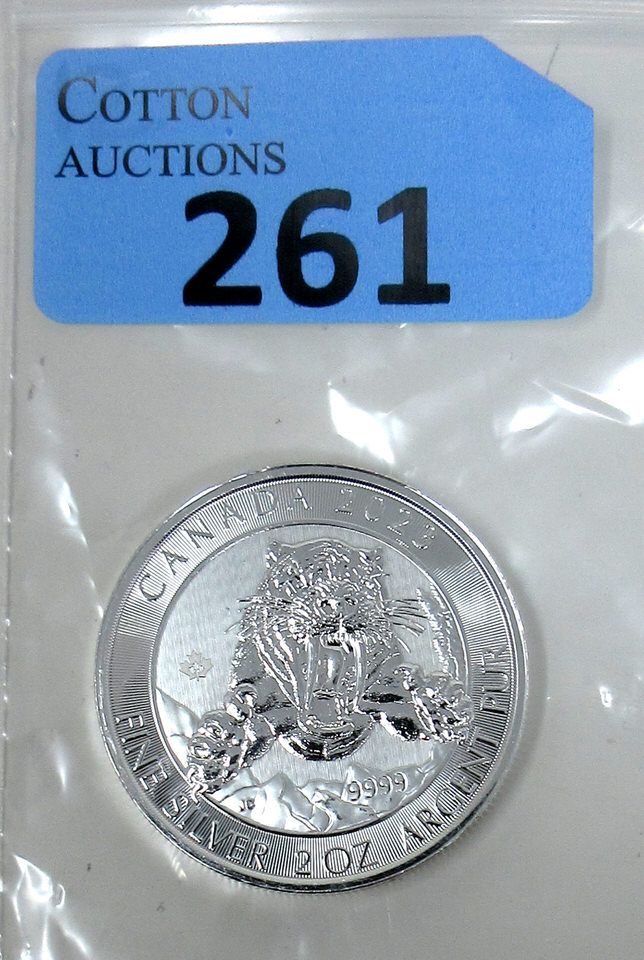 COTTON
AUCTIONS
261
CANADA 2023
9999
FINE SILVER 2 OZ ARGENT PUR